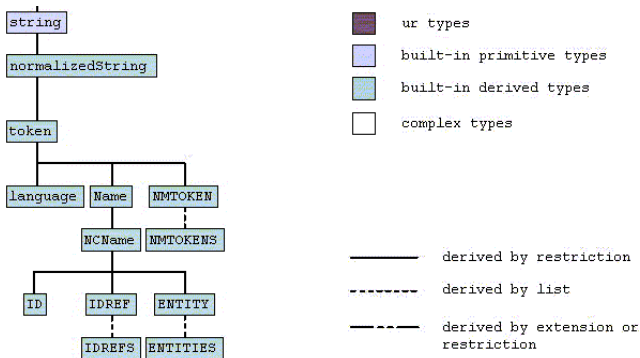 string
normalizedString
token
language Name NMTOKEN
NCName NMTOKENS
ID IDREF ENTITY
IDREFS ENTITIES
ur types
built-in primitive types
built-in derived types
complex types
derived by restriction
derived by list
derived by extension or
restriction